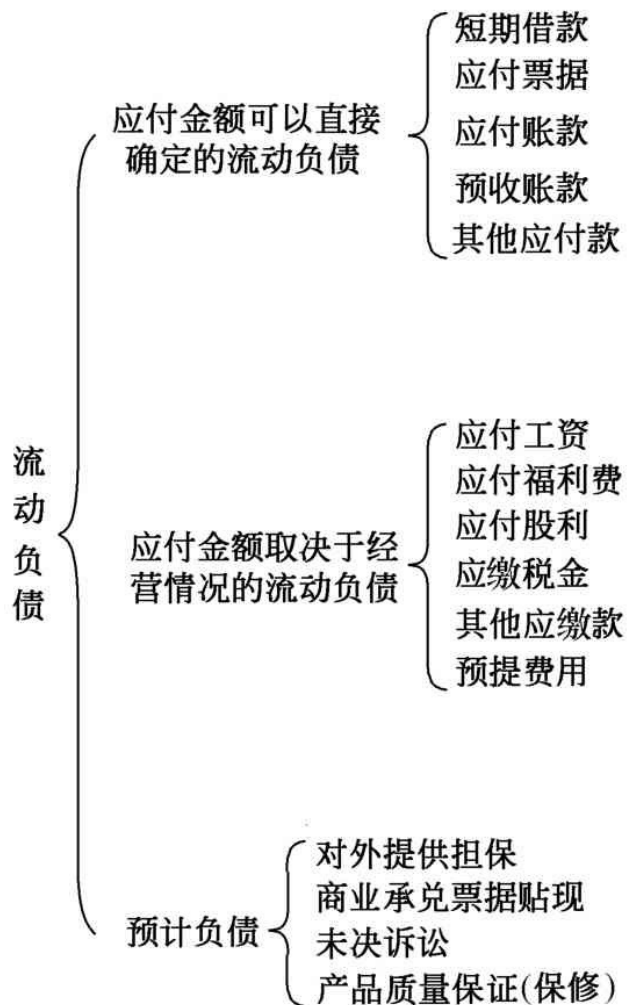 流动负债
应付金额可以直接
确定的流动负债
短期借款
应付票据
应付账款
预收账款
其他应付款
应付金额取决于经
营情况的流动负债
应付工资
应付福利费
应付股利
应缴税金
其他应缴款
预提费用
预计负债
对外提供担保
商业承兑票据贴现
未决诉讼
产品质量保证(保修)